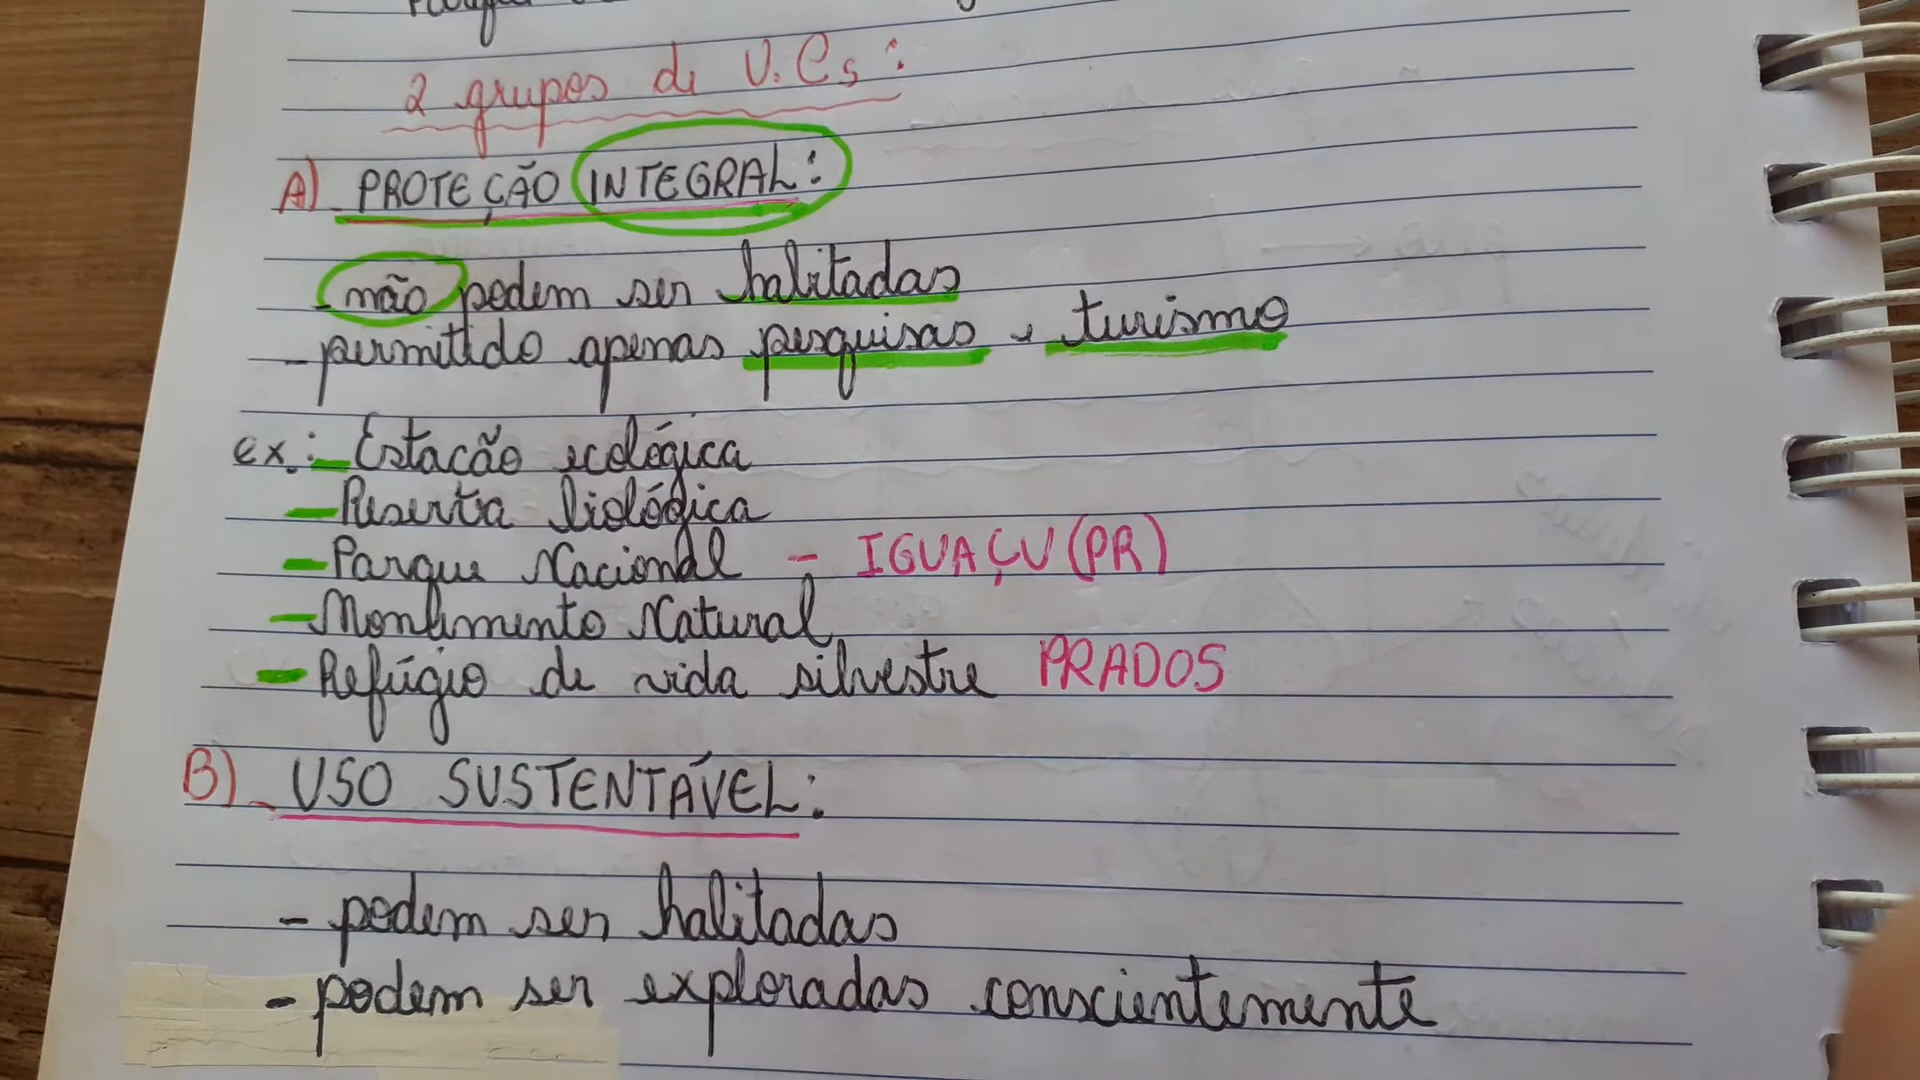 2 grupos de U.Cs:
A) PROTEÇÃO INTEGRAL:
- não podem ser habitadas
- permitido apenas pesquisas e turismo
ex.: - Estação ecológica
- Reserva biológica
- Parque Nacional - IGUAÇU (PR)
- Monumento Natural
- Refúgio de vida silvestre PRADOS
B) USO SUSTENTÁVEL:
- podem ser habitadas
- podem ser exploradas conscientemente